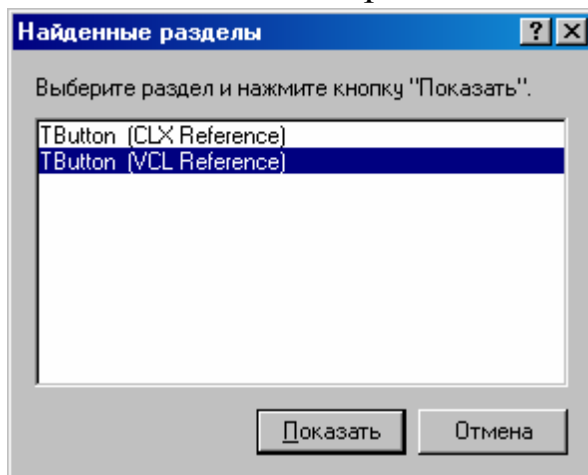 Найденные разделы
Выберите раздел и нажмите кнопку "Показать".
TButton (CLX Reference)
TButton (VCL Reference)
Показать Отмена